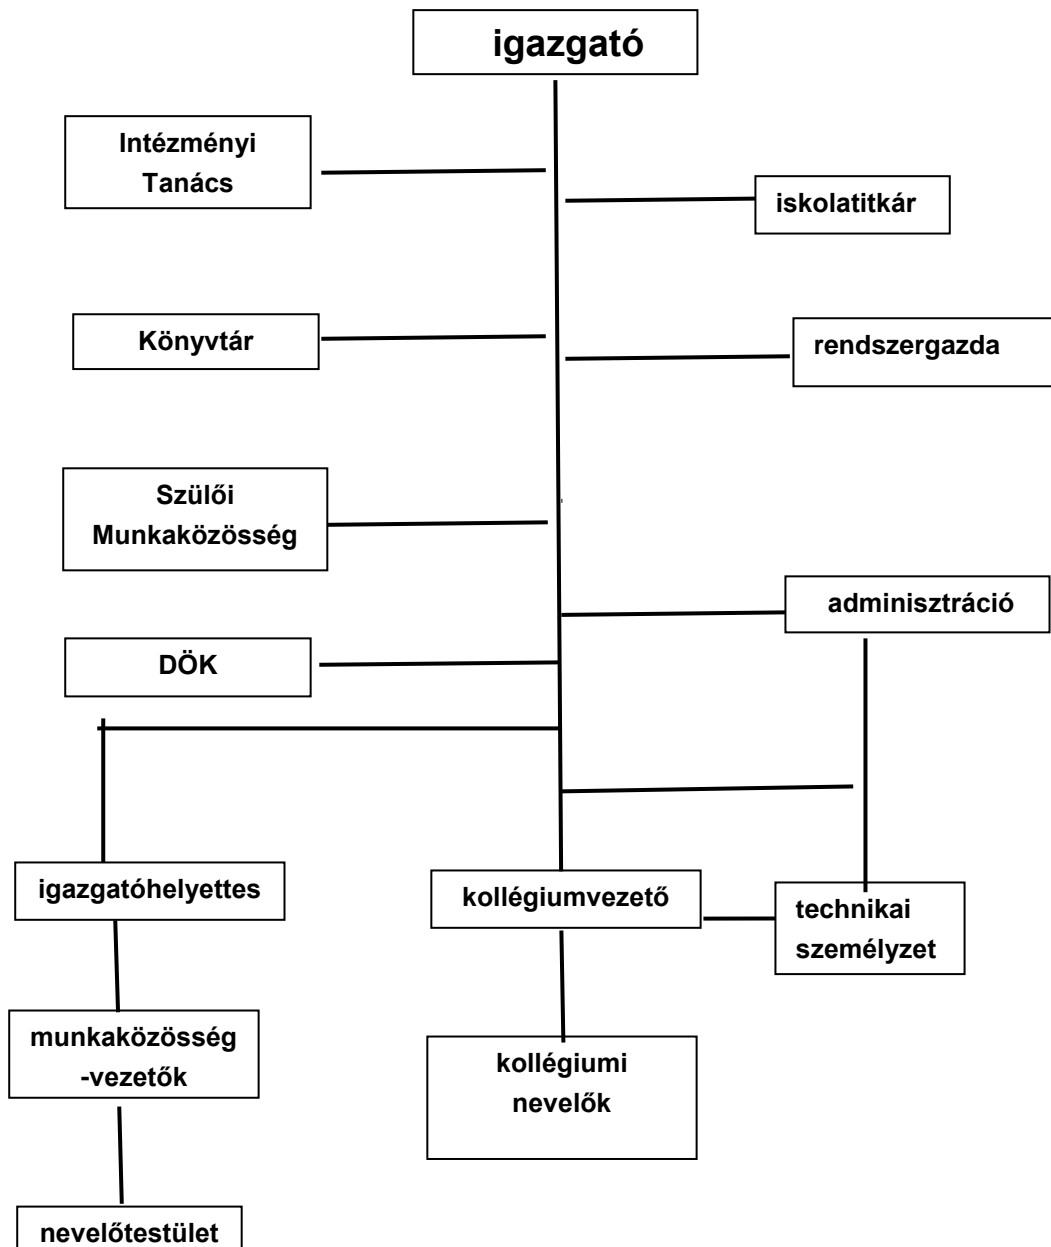 igazgató
Intézményi
Tanács
iskolatitkár
Könyvtár
rendszergazda
Szülői
Munkaközösség
adminisztráció
DÖK
igazgatóhelyettes
kollégiumvezető
technikai
személyzet
munkaközösség
-vezetők
kollégiumi
nevelők
nevelőtestület